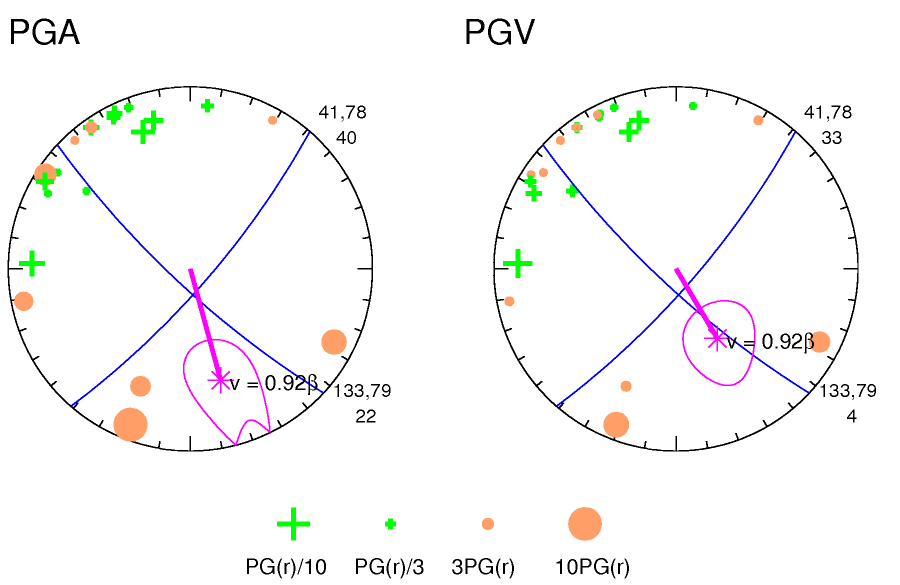 PGA
PGV
41,78
40
41,78
33
v = 0.92β
v = 0.92β
133,79
22
133,79
4
PG(r)/10
PG(r)/3
3PG(r)
10PG(r)